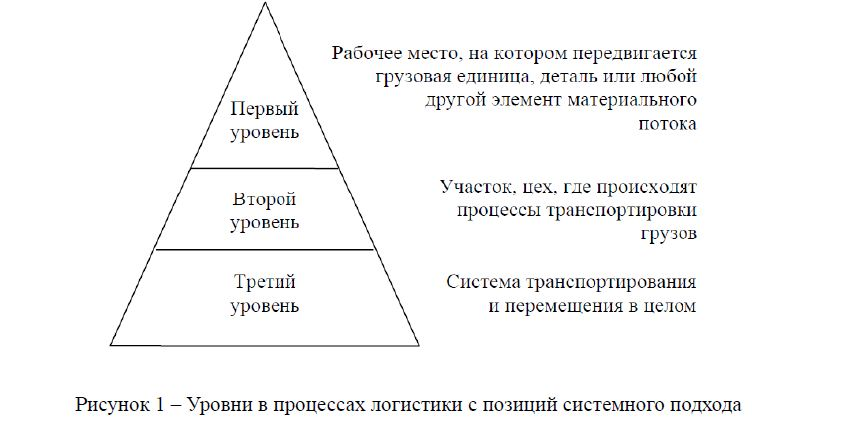 Рабочее место, на котором передвигается
грузовая единица, деталь или любой
другой элемент материального
потока
Первый
уровень
Участок, цех, где происходят
процессы транспортировки
грузов
Второй
уровень
Система транспортирования
и перемещения в целом
Третий
уровень
Рисунок 1 – Уровни в процессах логистики с позиций системного подхода